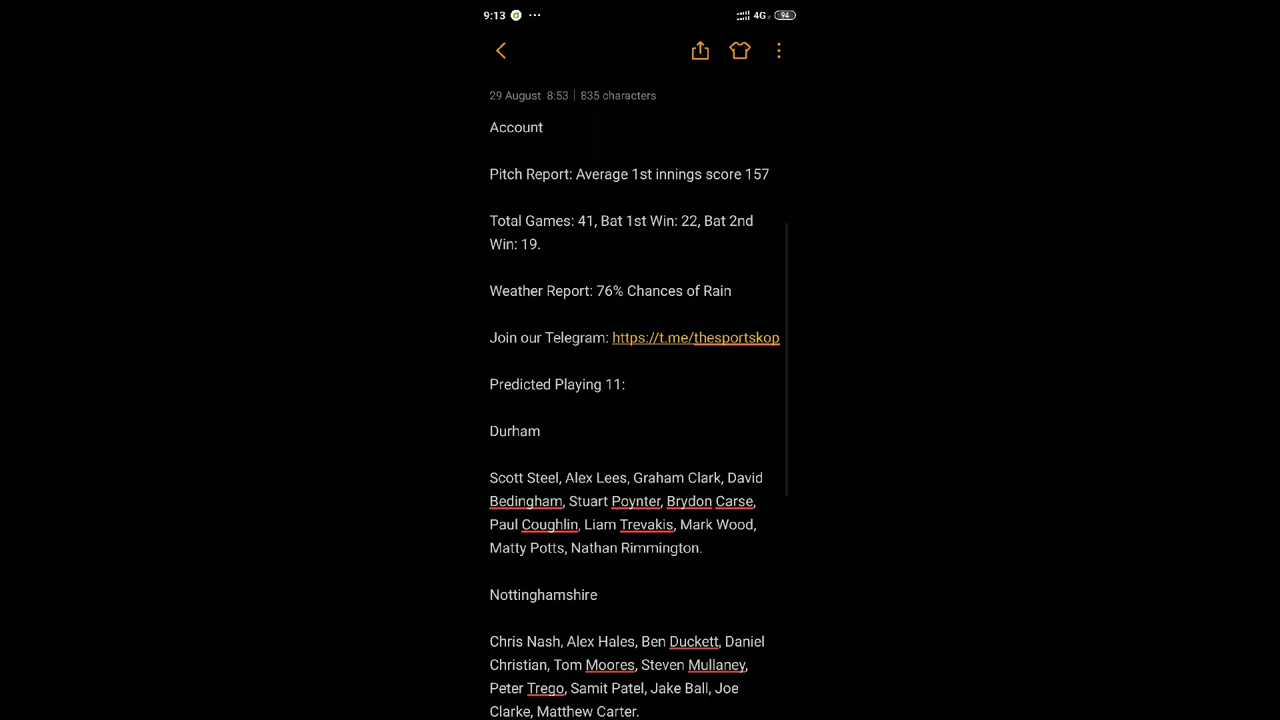 9:13 ... 4G 94
29 August 8:53 | 835 characters
Account
Pitch Report: Average 1st innings score 157
Total Games: 41, Bat 1st Win: 22, Bat 2nd
Win: 19.
Weather Report: 76% Chances of Rain
Join our Telegram: https://t.me/thesportskop
Predicted Playing 11:
Durham
Scott Steel, Alex Lees, Graham Clark, David
Bedingham, Stuart Poynter, Brydon Carse,
Paul Coughlin, Liam Trevakis, Mark Wood,
Matty Potts, Nathan Rimmington.
Nottinghamshire
Chris Nash, Alex Hales, Ben Duckett, Daniel
Christian, Tom Moores, Steven Mullaney,
Peter Trego, Samit Patel, Jake Ball, Joe
Clarke, Matthew Carter.